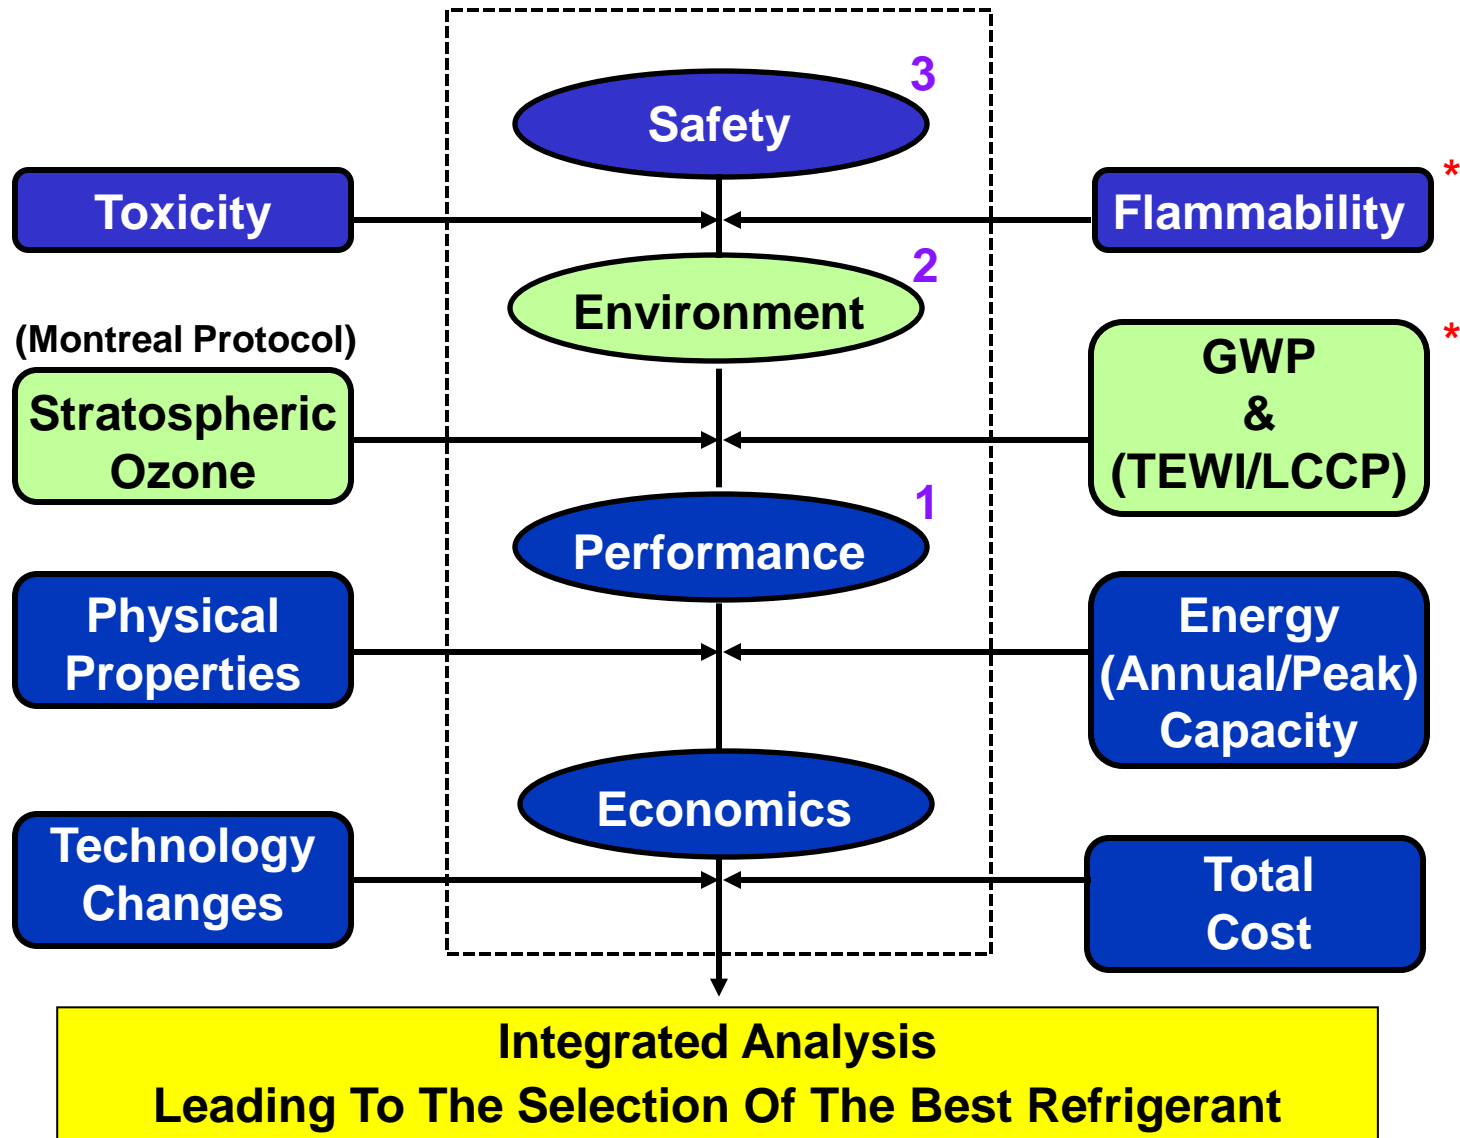 3
Safety
Toxicity
Flammability
*
2
Environment
(Montreal Protocol)
Stratospheric
Ozone
GWP
&
(TEWI/LCCP)
*
1
Performance
Physical
Properties
Energy
(Annual/Peak)
Capacity
Economics
Technology
Changes
Total
Cost
Integrated Analysis
Leading To The Selection Of The Best Refrigerant